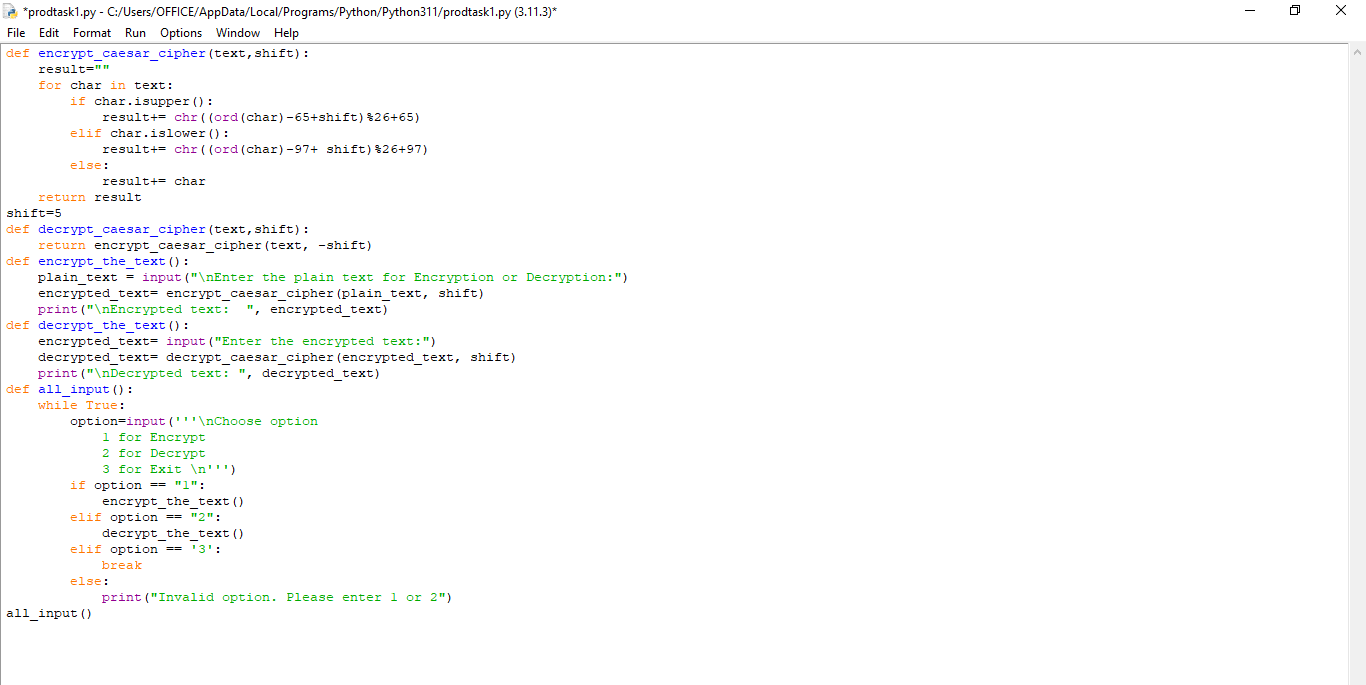 *prodtask1.py - C:/Users/OFFICE/AppData/Local/Programs/Python/Python311/prodtask1.py (3.11.3)*
File Edit Format Run Options Window Help
def encrypt_caesar_cipher(text,shift):
    result=""
    for char in text:
        if char.isupper():
            result+= chr((ord(char)-65+shift)%26+65)
        elif char.islower():
            result+= chr((ord(char)-97+ shift)%26+97)
        else:
            result+= char
    return result
shift=5
def decrypt_caesar_cipher(text,shift):
    return encrypt_caesar_cipher(text, -shift)
def encrypt_the_text():
    plain_text = input("\nEnter the plain text for Encryption or Decryption:")
    encrypted_text= encrypt_caesar_cipher(plain_text, shift)
    print("\nEncrypted text:  ", encrypted_text)
def decrypt_the_text():
    encrypted_text= input("Enter the encrypted text:")
    decrypted_text= decrypt_caesar_cipher(encrypted_text, shift)
    print("\nDecrypted text: ", decrypted_text)
def all_input():
    while True:
        option=input('''\nChoose option
            1 for Encrypt
            2 for Decrypt
            3 for Exit \n''')
        if option == "1":
            encrypt_the_text()
        elif option == "2":
            decrypt_the_text()
        elif option == '3':
            break
        else:
            print("Invalid option. Please enter 1 or 2")
all_input()